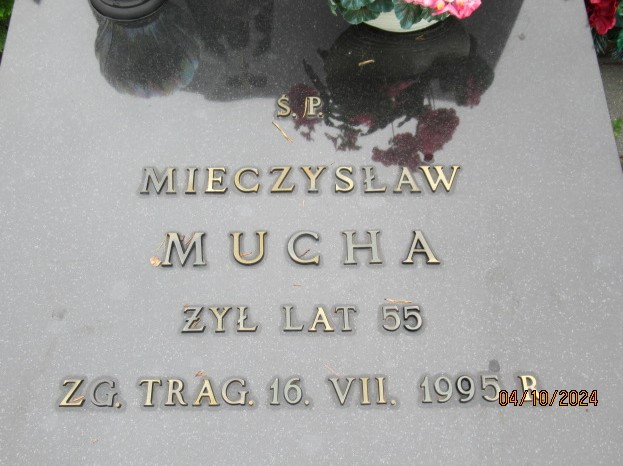 Ś. P.
MIECZYSŁAW
MUCHA
ŻYŁ LAT 55
ZG. TRAG. 16. VII. 1995 R
04/10/2024